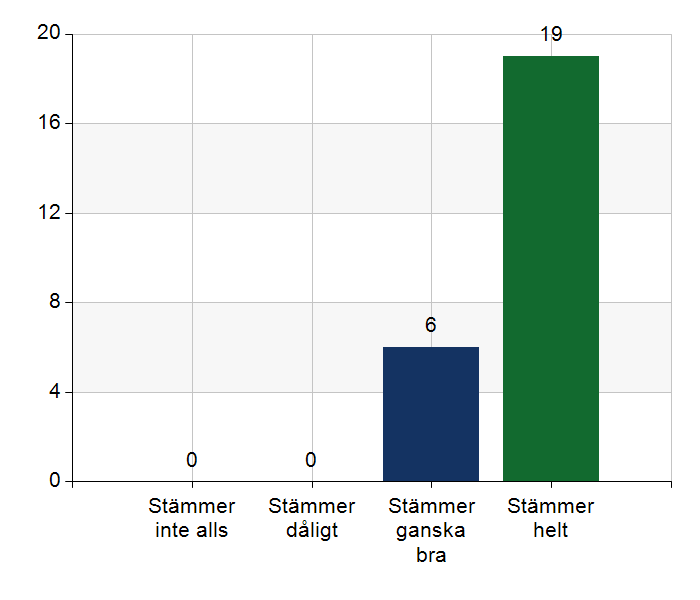 20
19
16
12
8
6
4
0
0
0
Stämmer
inte alls
Stämmer
dåligt
Stämmer
ganska
bra
Stämmer
helt